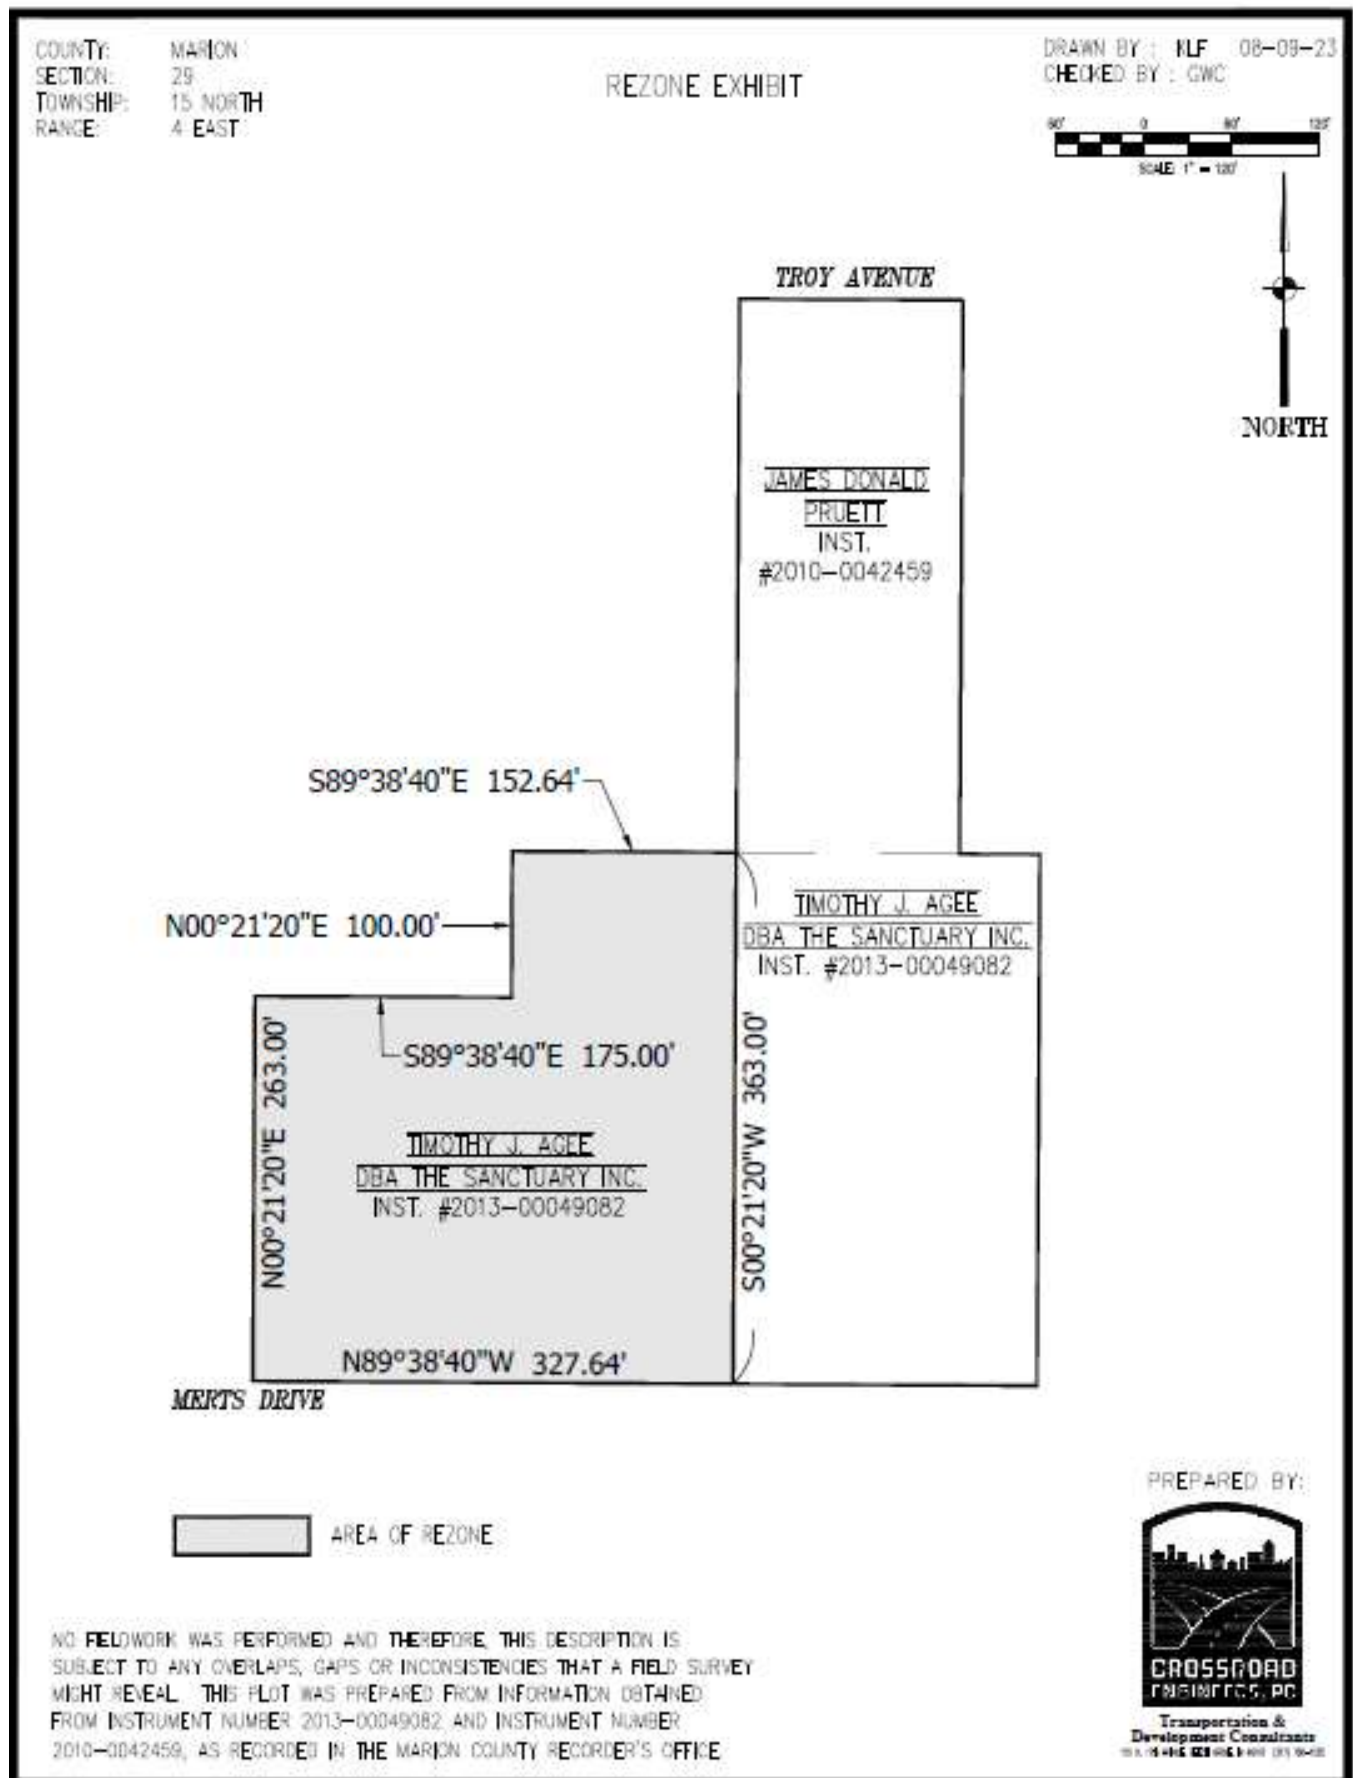 COUNTY: MARION
SECTION: 29
TOWNSHIP: 15 NORTH
RANGE: 4 EAST
REZONE EXHIBIT
DRAWN BY : KLF 08-09-23
CHECKED BY : GWC
60' 0 60' 120'
SCALE: 1" = 120'
NORTH
TROY AVENUE
JAMES DONALD
PRUETT
INST.
#2010-0042459
S89°38'40"E 152.64'
N00°21'20"E 100.00'
TIMOTHY J. AGEE
DBA THE SANCTUARY INC.
INST. #2013-00049082
S89°38'40"E 175.00'
N00°21'20"E 263.00'
S00°21'20"W 363.00'
TIMOTHY J. AGEE
DBA THE SANCTUARY INC.
INST. #2013-00049082
N89°38'40"W 327.64'
MERTS DRIVE
AREA OF REZONE
PREPARED BY:
CROSSROAD
ENGINEERS, PC
Transportation &
Development Consultants
NO FIELDWORK WAS PERFORMED AND THEREFORE, THIS DESCRIPTION IS
SUBJECT TO ANY OVERLAPS, GAPS OR INCONSISTENCIES THAT A FIELD SURVEY
MIGHT REVEAL. THIS PLOT WAS PREPARED FROM INFORMATION OBTAINED
FROM INSTRUMENT NUMBER 2013-00049082 AND INSTRUMENT NUMBER
2010-0042459, AS RECORDED IN THE MARION COUNTY RECORDER'S OFFICE